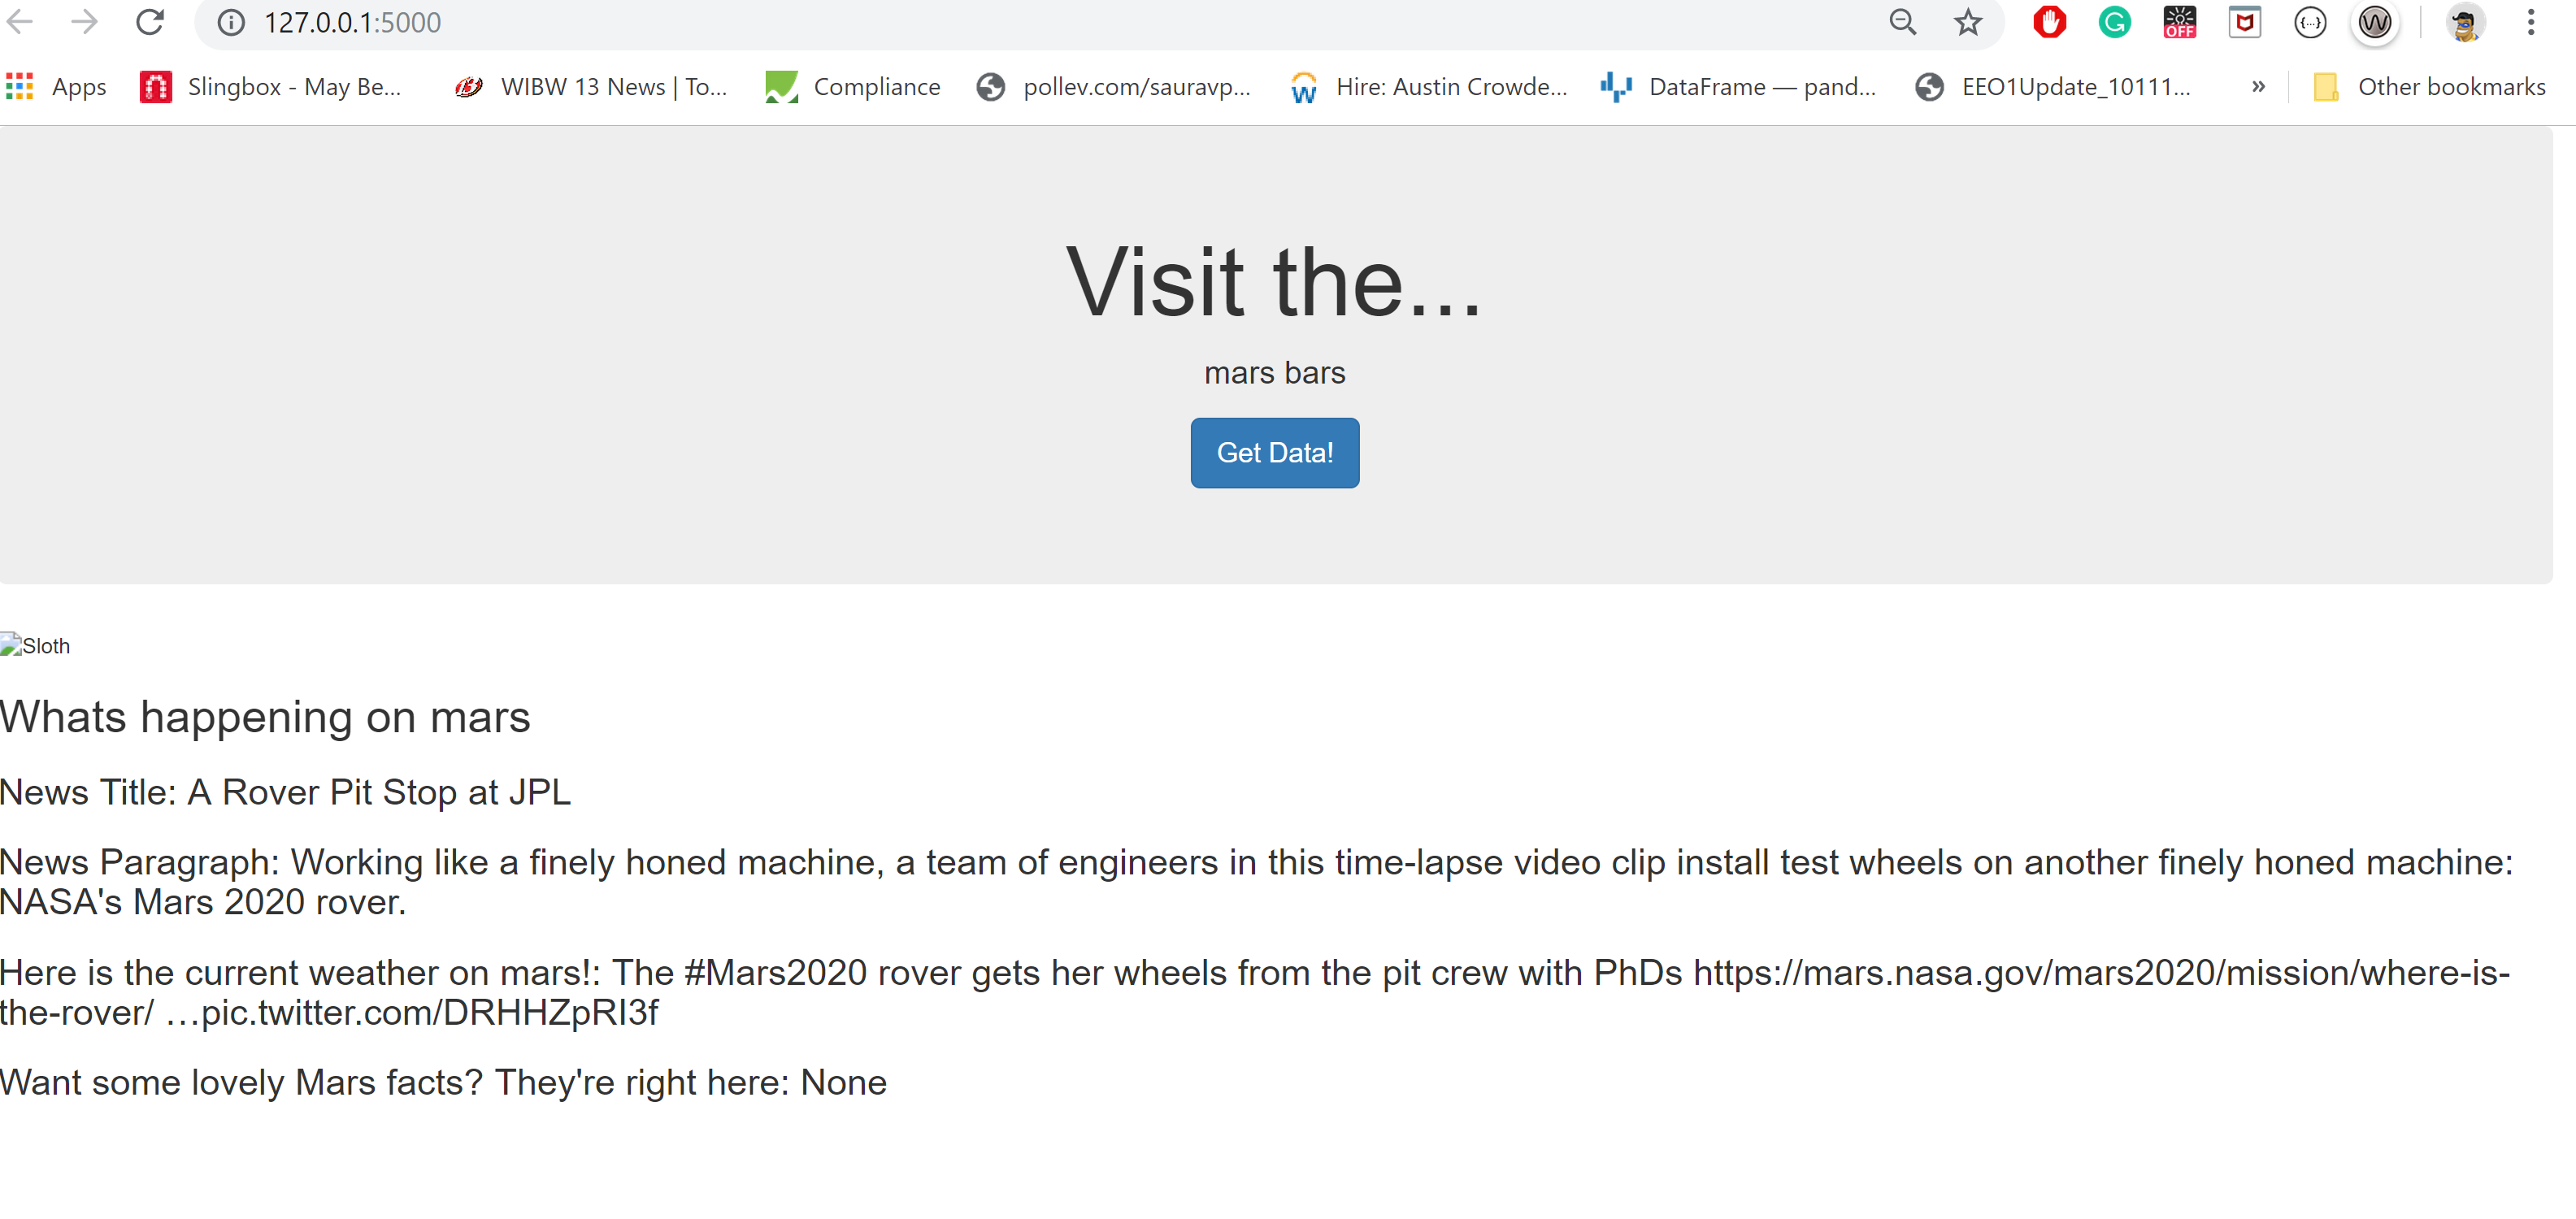 127.0.0.1:5000
OFF
Apps
Slingbox - May Be...
WIBW 13 News | To...
Compliance
pollev.com/sauravp...
Hire: Austin Crowde...
DataFrame — pand...
EEO1Update_10111...
»
Other bookmarks
Visit the...
mars bars
Get Data!
Sloth
Whats happening on mars
News Title: A Rover Pit Stop at JPL
News Paragraph: Working like a finely honed machine, a team of engineers in this time-lapse video clip install test wheels on another finely honed machine:
NASA's Mars 2020 rover.
Here is the current weather on mars!: The #Mars2020 rover gets her wheels from the pit crew with PhDs https://mars.nasa.gov/mars2020/mission/where-is-
the-rover/ …pic.twitter.com/DRHHZpRI3f
Want some lovely Mars facts? They're right here: None